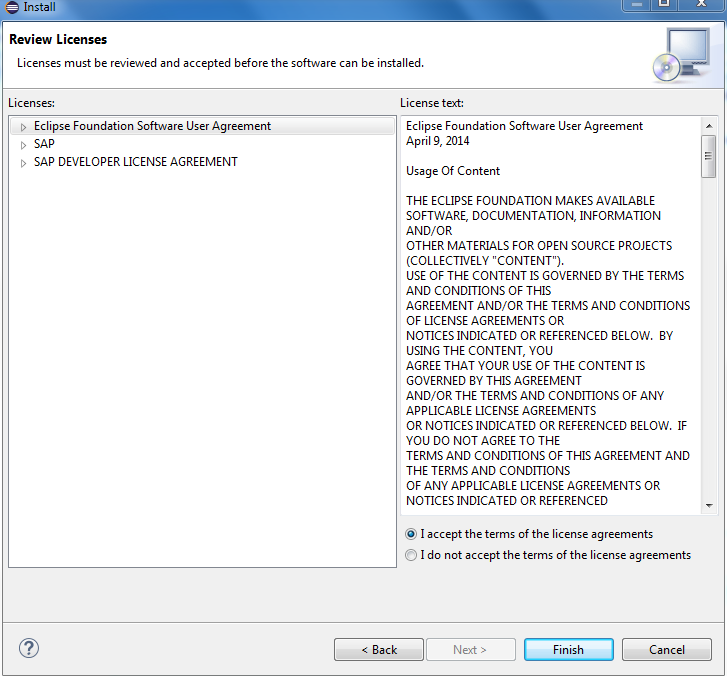 Install
Review Licenses
Licenses must be reviewed and accepted before the software can be installed.
Licenses:
Eclipse Foundation Software User Agreement
SAP
SAP DEVELOPER LICENSE AGREEMENT
License text:
Eclipse Foundation Software User Agreement
April 9, 2014
Usage Of Content
THE ECLIPSE FOUNDATION MAKES AVAILABLE
SOFTWARE, DOCUMENTATION, INFORMATION
AND/OR
OTHER MATERIALS FOR OPEN SOURCE PROJECTS
(COLLECTIVELY "CONTENT").
USE OF THE CONTENT IS GOVERNED BY THE TERMS
AND CONDITIONS OF THIS
AGREEMENT AND/OR THE TERMS AND CONDITIONS
OF LICENSE AGREEMENTS OR
NOTICES INDICATED OR REFERENCED BELOW.  BY
USING THE CONTENT, YOU
AGREE THAT YOUR USE OF THE CONTENT IS
GOVERNED BY THIS AGREEMENT
AND/OR THE TERMS AND CONDITIONS OF ANY
APPLICABLE LICENSE AGREEMENTS
OR NOTICES INDICATED OR REFERENCED BELOW.  IF
YOU DO NOT AGREE TO THE
TERMS AND CONDITIONS OF THIS AGREEMENT AND
THE TERMS AND CONDITIONS
OF ANY APPLICABLE LICENSE AGREEMENTS OR
NOTICES INDICATED OR REFERENCED
I accept the terms of the license agreements
I do not accept the terms of the license agreements
?
< Back
Next >
Finish
Cancel